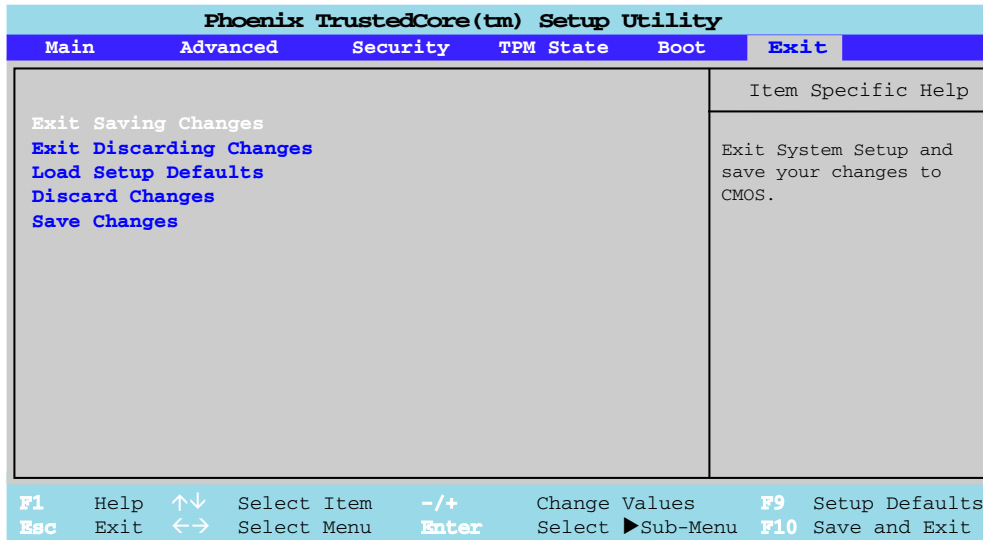 Phoenix TrustedCore(tm) Setup Utility
Main Advanced Security TPM State Boot Exit
Item Specific Help
Exit Saving Changes
Exit Discarding Changes
Load Setup Defaults
Discard Changes
Save Changes
Exit System Setup and
save your changes to
CMOS.
F1 Help ↑↓ Select Item -/+ Change Values F9 Setup Defaults
Esc Exit ←→ Select Menu Enter Select ▶Sub-Menu F10 Save and Exit